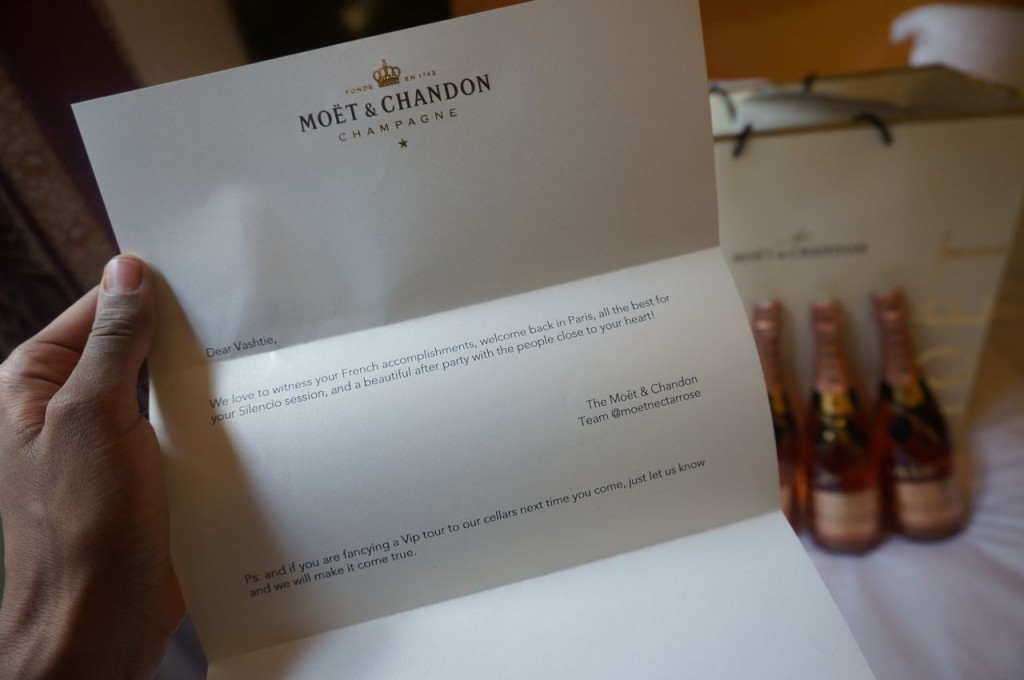 FONDÉ EN 1743
MOËT & CHANDON
CHAMPAGNE
Dear Vashtie,
We love to witness your French accomplishments, welcome back in Paris, all the best for
your Silencio session, and a beautiful after party with the people close to your heart!
The Moët & Chandon
Team @moetnectarrose
Ps: and if you are fancying a Vip tour to our cellars next time you come, just let us know
and we will make it come true.
MOËT & CHANDON